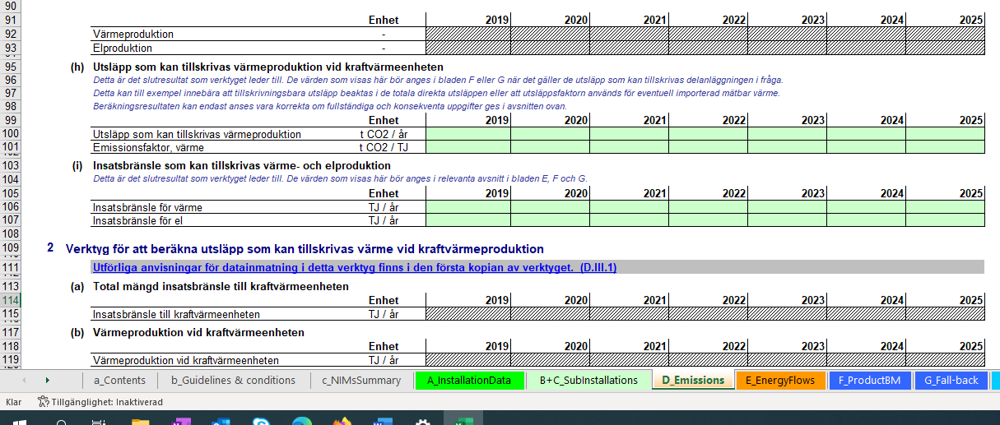 90
91 Enhet 2019 2020 2021 2022 2023 2024 2025
92 Värmeproduktion -
93 Elproduktion -
95 (h) Utsläpp som kan tillskrivas värmeproduktion vid kraftvärmeenheten
96 Detta är det slutresultat som verktyget leder till. De värden som visas här bör anges i bladen F eller G när det gäller de utsläpp som kan tillskrivas delanläggningen i fråga.
97 Detta kan till exempel innebära att tillskrivningsbara utsläpp beaktas i de totala direkta utsläppen eller att utsläppsfaktorn används för eventuell importerad mätbar värme.
98 Beräkningsresultaten kan endast anses vara korrekta om fullständiga och konsekventa uppgifter ges i avsnitten ovan.
99 Enhet 2019 2020 2021 2022 2023 2024 2025
100 Utsläpp som kan tillskrivas värmeproduktion t CO2 / år
101 Emissionsfaktor, värme t CO2 / TJ
103 (i) Insatsbränsle som kan tillskrivas värme- och elproduktion
104 Detta är det slutresultat som verktyget leder till. De värden som visas här bör anges i relevanta avsnitt i bladen E, F och G.
105 Enhet 2019 2020 2021 2022 2023 2024 2025
106 Insatsbränsle för värme TJ / år
107 Insatsbränsle för el TJ / år
108
109 2 Verktyg för att beräkna utsläpp som kan tillskrivas värme vid kraftvärmeproduktion
111 Utförliga anvisningar för datainmatning i detta verktyg finns i den första kopian av verktyget. (D.III.1)
113 (a) Total mängd insatsbränsle till kraftvärmeenheten
114 Enhet 2019 2020 2021 2022 2023 2024 2025
115 Insatsbränsle till kraftvärmeenheten TJ / år
117 (b) Värmeproduktion vid kraftvärmeenheten
118 Enhet 2019 2020 2021 2022 2023 2024 2025
119 Värmeproduktion vid kraftvärmeenheten TJ / år
a_Contents b_Guidelines & conditions c_NIMsSummary A_InstallationData B+C_SubInstallations D_Emissions E_EnergyFlows F_ProductBM G_Fall-back
Klar Tillgänglighet: Inaktiverad